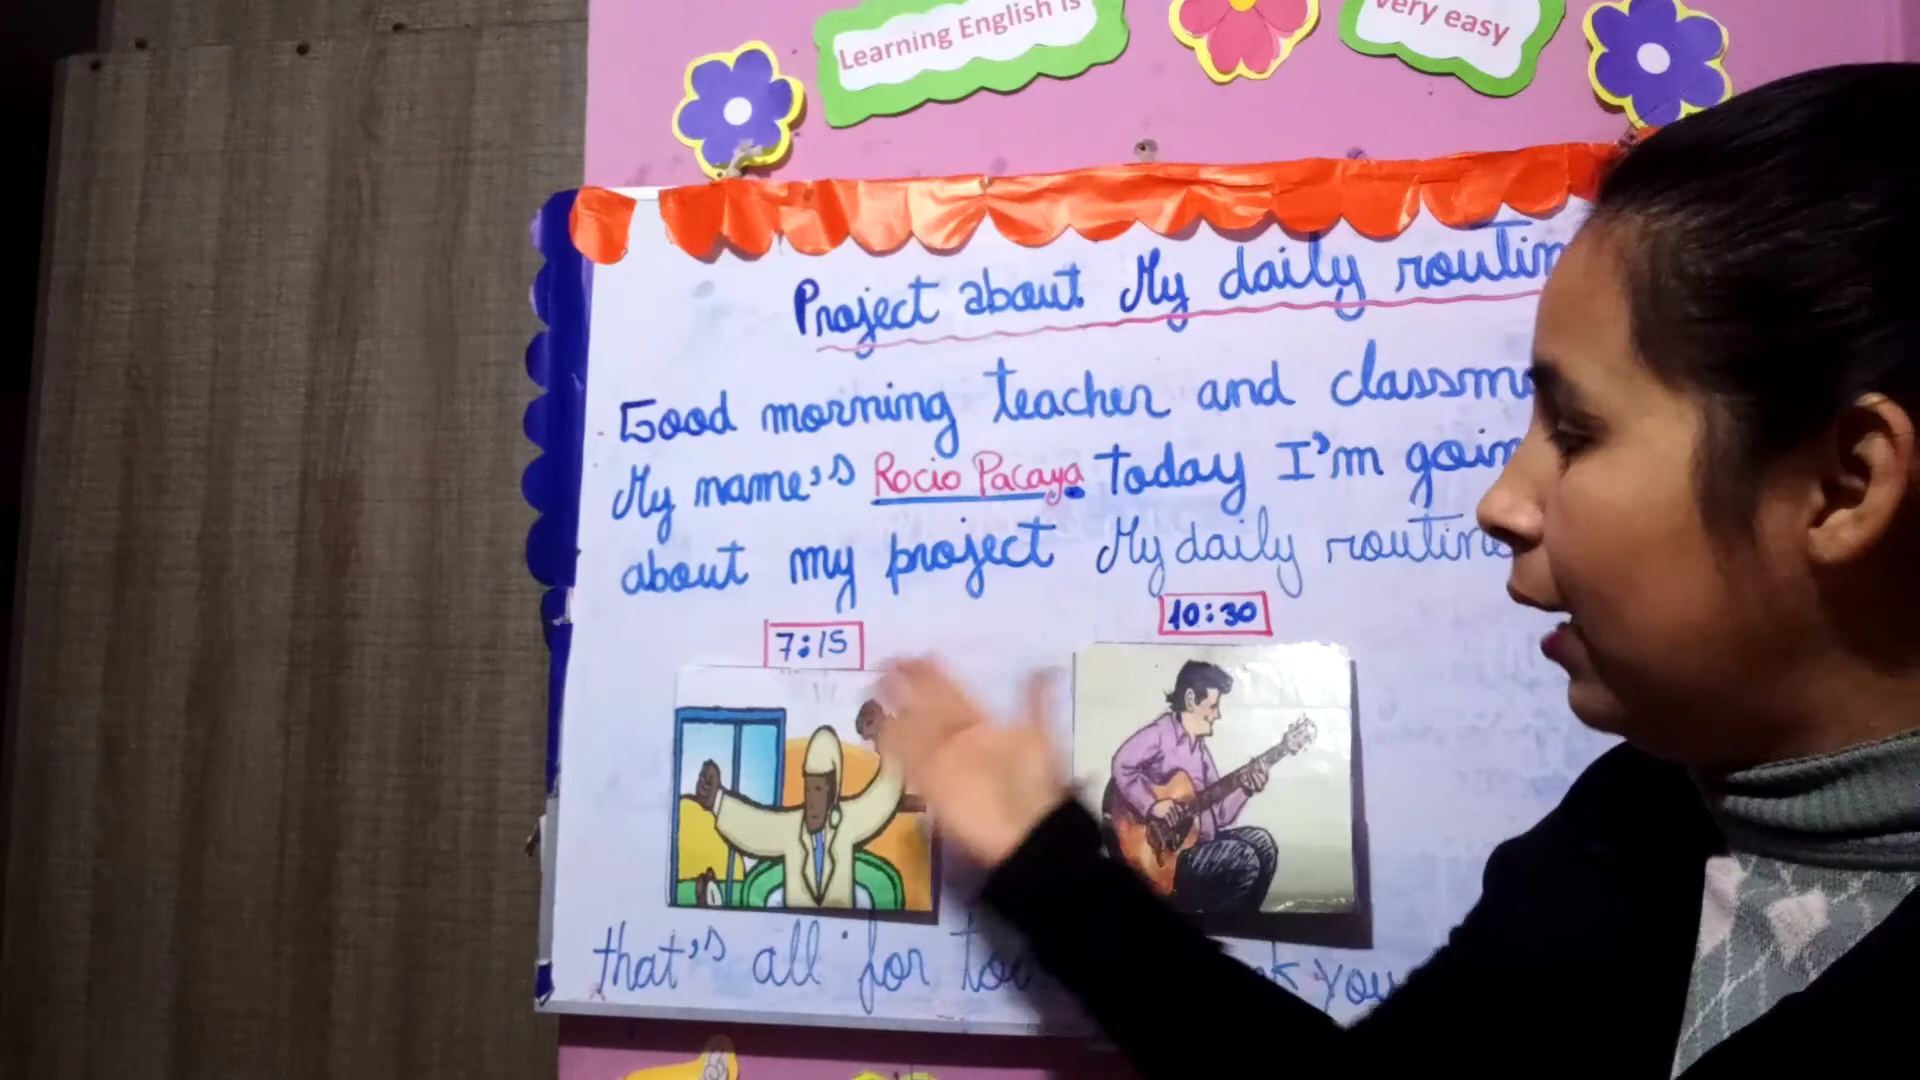 Learning English is
very easy
Project about My daily routin
Good morning teacher and classm
My name's Rocio Pacaya today I'm goin
about my project My daily routine
7:15
10:30
that's all for you